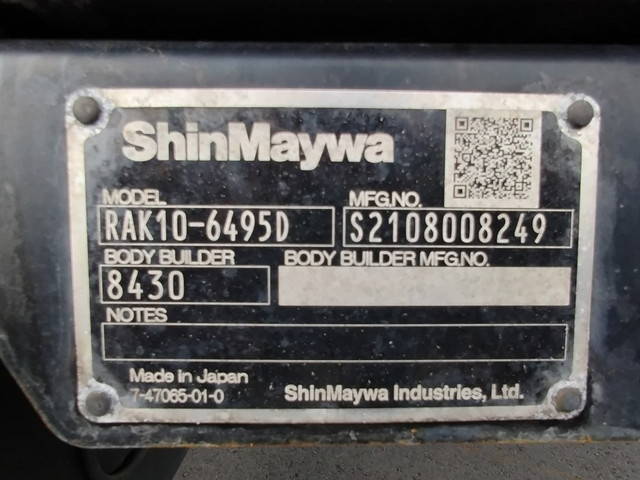 ShinMaywa
MODEL MFG.NO.
RAK10-6495D S2108008249
BODY BUILDER BODY BUILDER MFG.NO.
8430
NOTES
Made in Japan
7-47065-01-0 ShinMaywa Industries, Ltd.